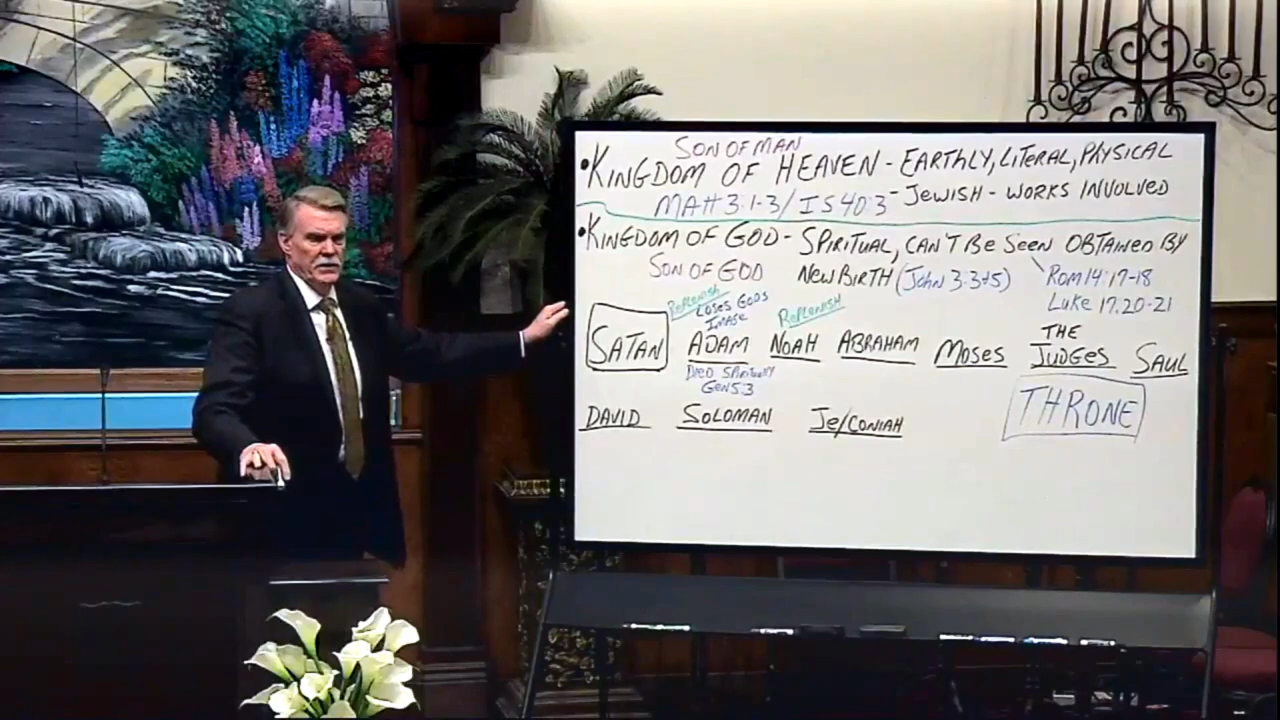 SON OF MAN
•KINGDOM OF HEAVEN - EARTHLY, LITERAL, PHYSICAL
MATT 3:1-3/ IS 40:3 - JEWISH - WORKS INVOLVED
•KINGDOM OF GOD - SPIRITUAL, CAN'T BE SEEN OBTAINED BY
SON OF GOD NEW BIRTH (JOHN 3:3+5) ROM 14:17-18
LUKE 17.20-21
REPLENISH LOSES GODS IMAGE REPLENISH
SATAN ADAM NOAH ABRAHAM MOSES THE JUDGES SAUL
DIED SPIRITUALLY
GEN 5:3
THRONE
DAVID SOLOMAN JE/CONIAH